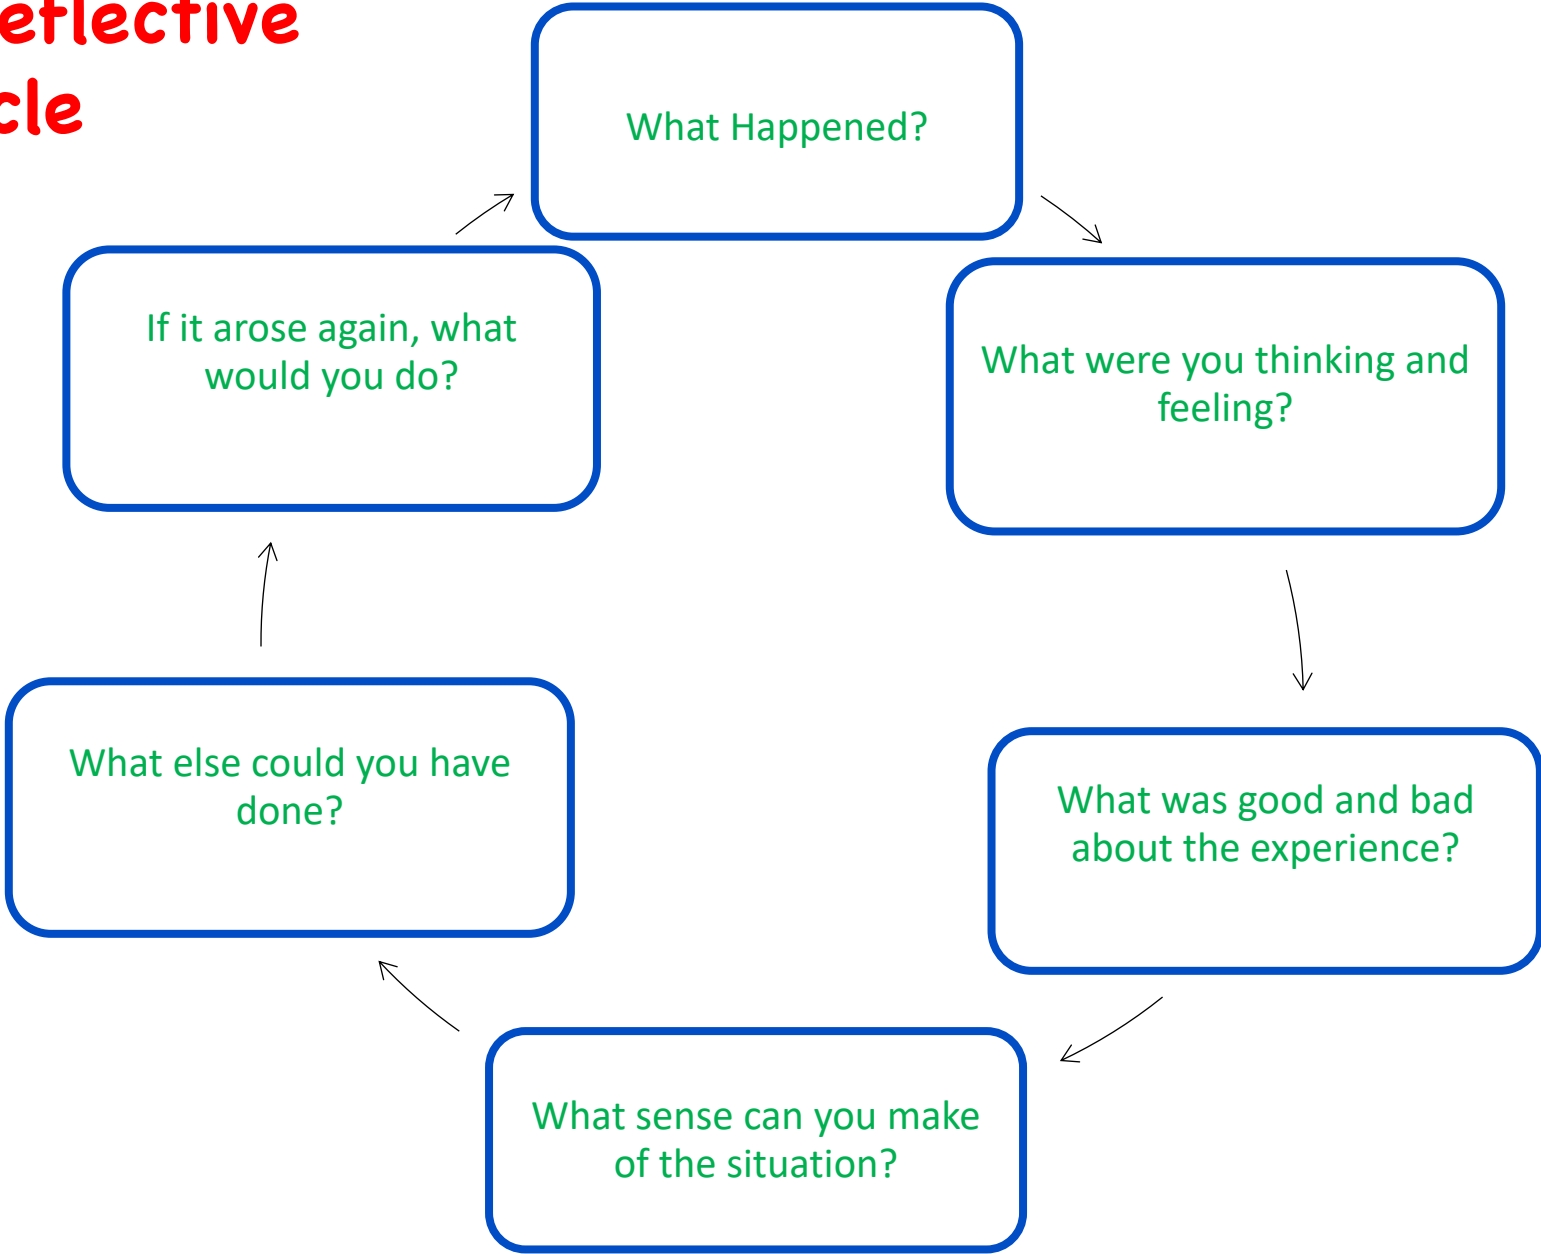 eflective
cle
What Happened?
What were you thinking and
feeling?
What was good and bad
about the experience?
What sense can you make
of the situation?
What else could you have
done?
If it arose again, what
would you do?